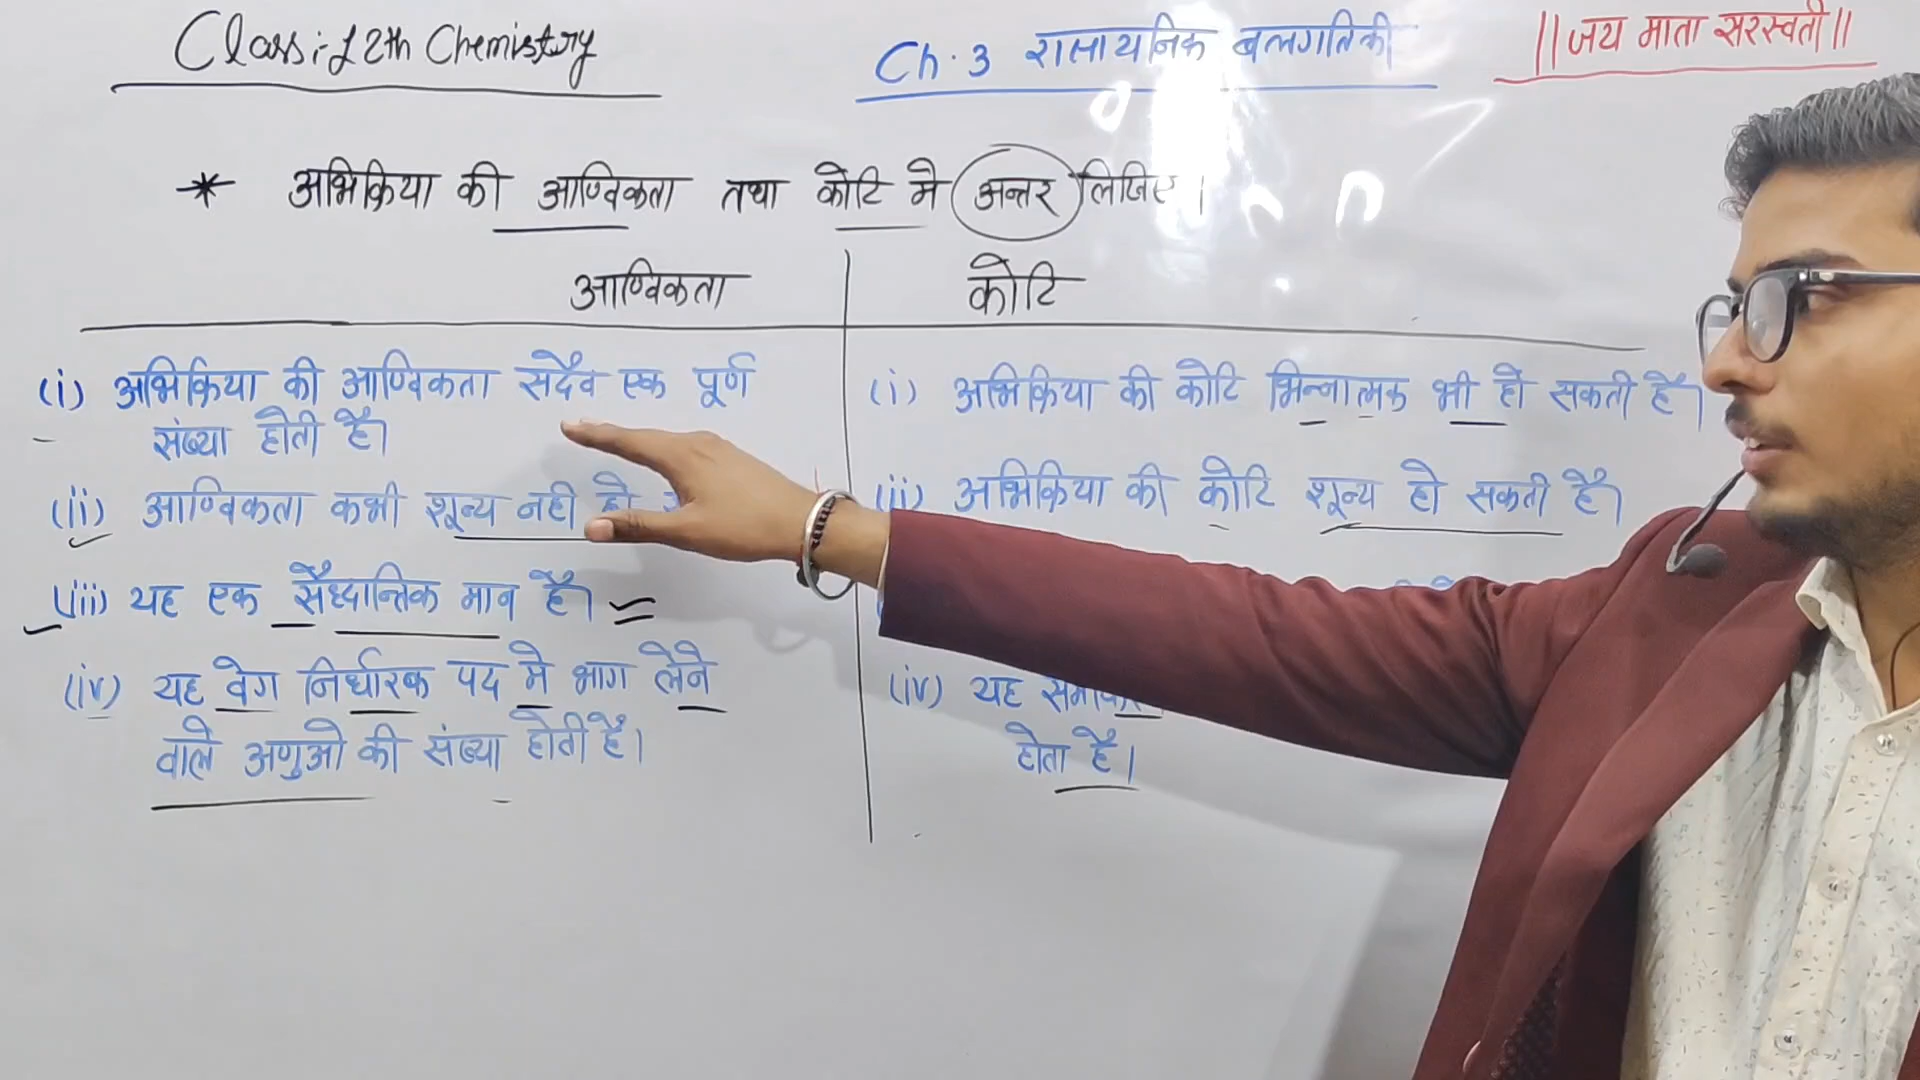 Class:-12th Chemistry
Ch. 3 रासायनिक बलगतिकी
||जय माता सरस्वती||
* अभिक्रिया की आण्विकता तथा कोटि मे अन्तर लिखिए।
आण्विकता
कोटि
(i) अभिक्रिया की आण्विकता सदैव एक पूर्ण
संख्या होती है।
(ii) आण्विकता कभी शून्य नही हो
(iii) यह एक सैध्दान्तिक मान है।
(iv) यह वेग निर्धारक पद मे भाग लेने
वाले अणुओ की संख्या होती है।
(i) अभिक्रिया की कोटि भिन्नात्मक भी हो सकती है।
(ii) अभिक्रिया की कोटि शून्य हो सकती है।
(iv) यह
होता है।